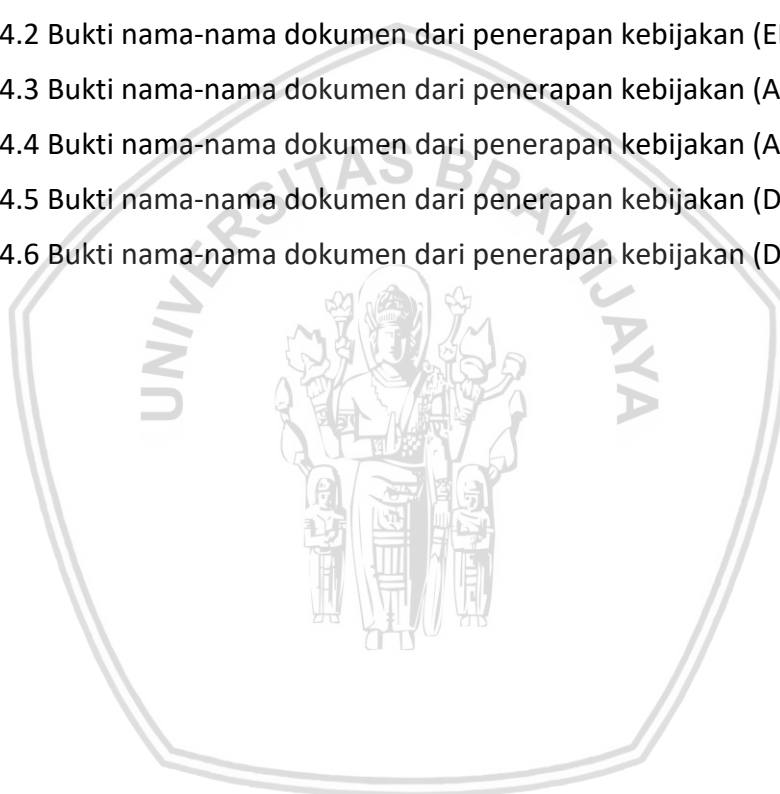 4.2 Bukti nama-nama dokumen dari penerapan kebijakan (E
4.3 Bukti nama-nama dokumen dari penerapan kebijakan (A
4.4 Bukti nama-nama dokumen dari penerapan kebijakan (A
4.5 Bukti nama-nama dokumen dari penerapan kebijakan (D
4.6 Bukti nama-nama dokumen dari penerapan kebijakan (D
UNIVERSITAS BRAWIJAYA